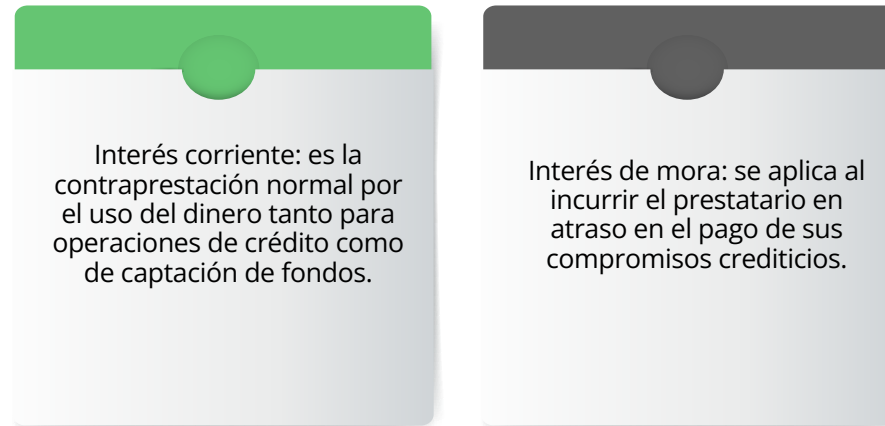 Interés corriente: es la
contraprestación normal por
el uso del dinero tanto para
operaciones de crédito como
de captación de fondos.
Interés de mora: se aplica al
incurrir el prestatario en
atraso en el pago de sus
compromisos crediticios.